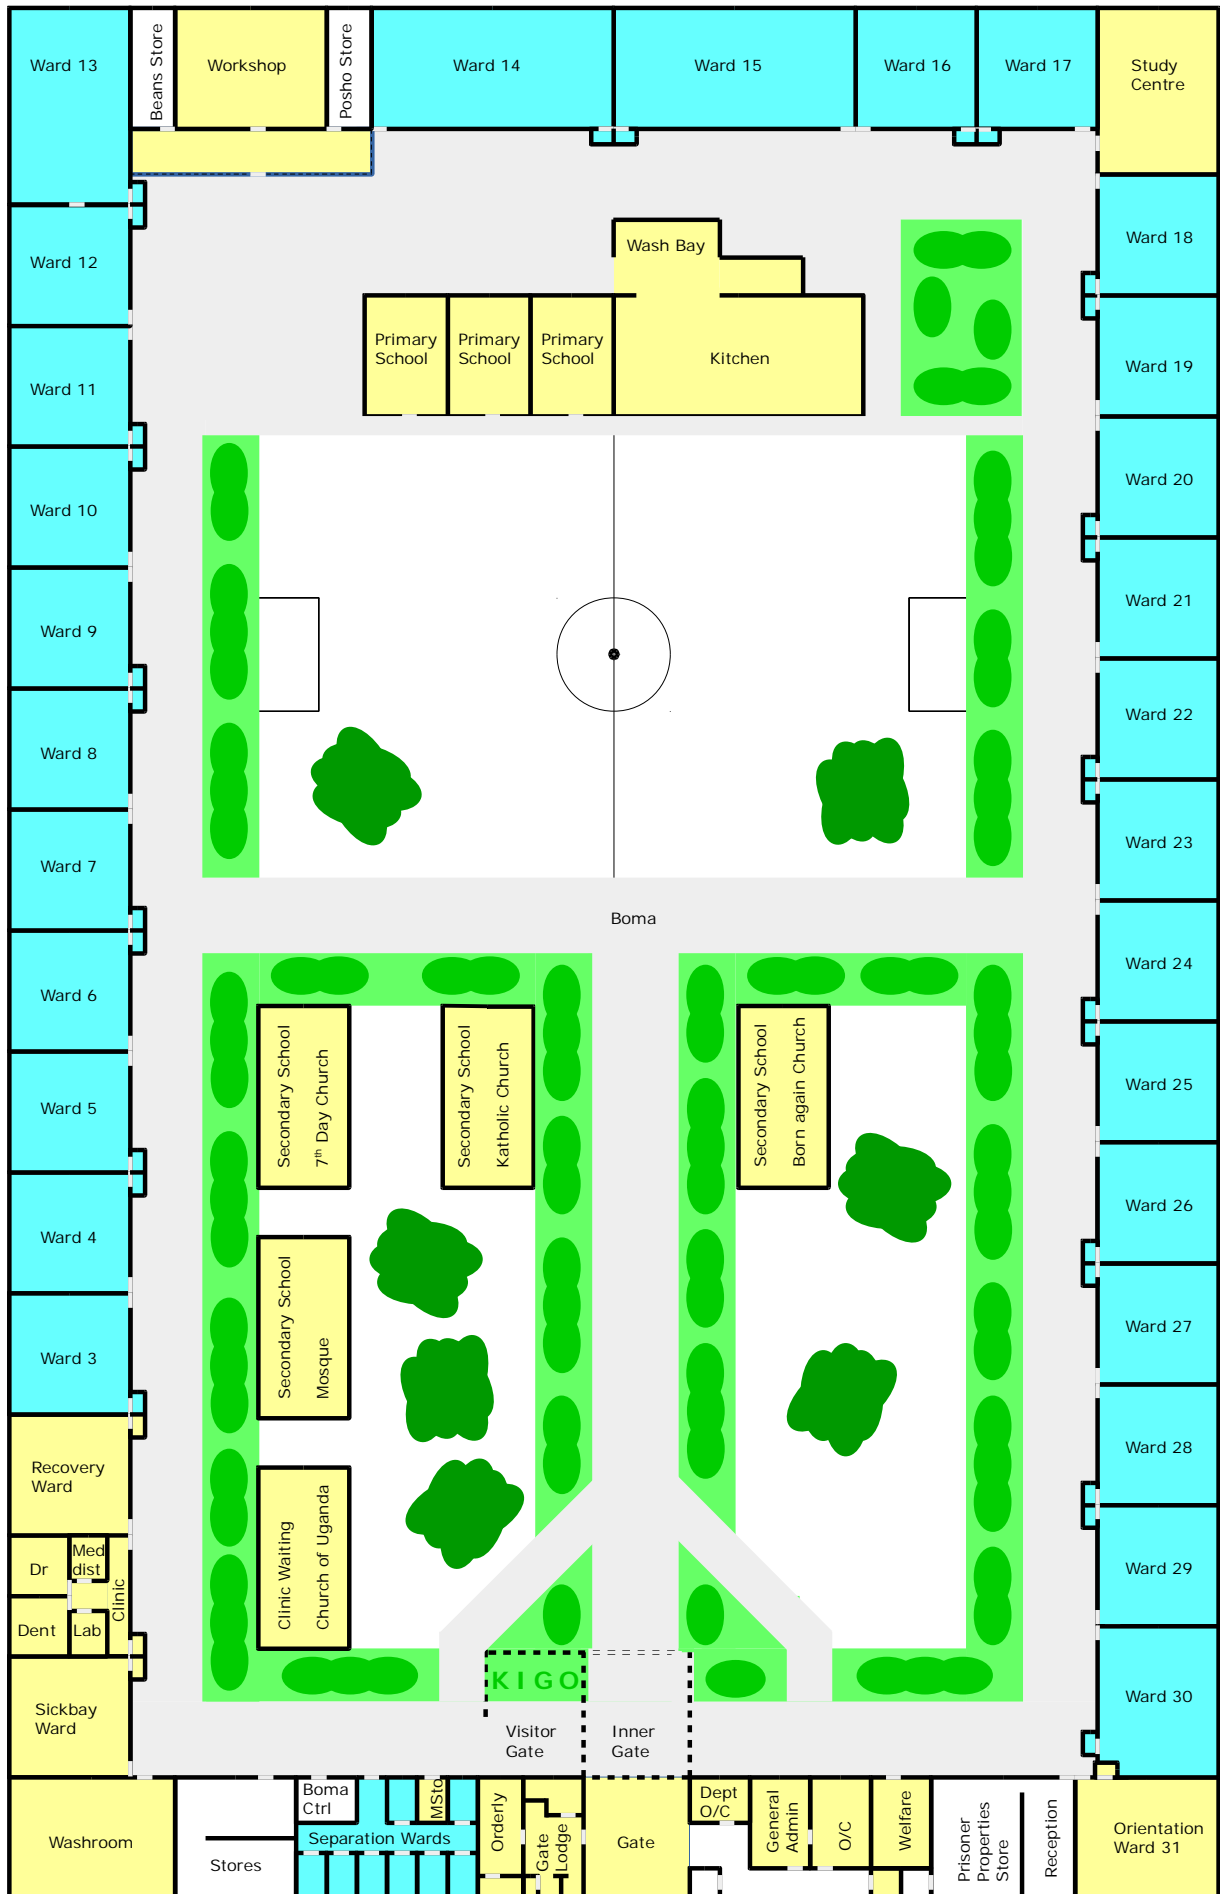 Ward 13
Beans Store
Workshop
Posho Store
Ward 14
Ward 15
Ward 16
Ward 17
Study
Centre
Ward 12
Wash Bay
Ward 18
Ward 11
Primary
School
Primary
School
Primary
School
Kitchen
Ward 19
Ward 10
Ward 20
Ward 9
Ward 21
Ward 8
Ward 22
Ward 7
Ward 23
Boma
Ward 6
Ward 24
Ward 5
Secondary School
7th Day Church
Secondary School
Katholic Church
Secondary School
Born again Church
Ward 25
Ward 4
Ward 26
Ward 3
Secondary School
Mosque
Ward 27
Recovery
Ward
Ward 28
Dr
Med
dist
Clinic
Dent
Lab
Clinic Waiting
Church of Uganda
Ward 29
Sickbay
Ward
KIGO
Visitor
Gate
Inner
Gate
Ward 30
Washroom
Stores
Boma
Ctrl
MSto
Separation Wards
Orderly
Gate
Lodge
Gate
Dept
O/C
General
Admin
O/C
Welfare
Prisoner
Properties
Store
Reception
Orientation
Ward 31